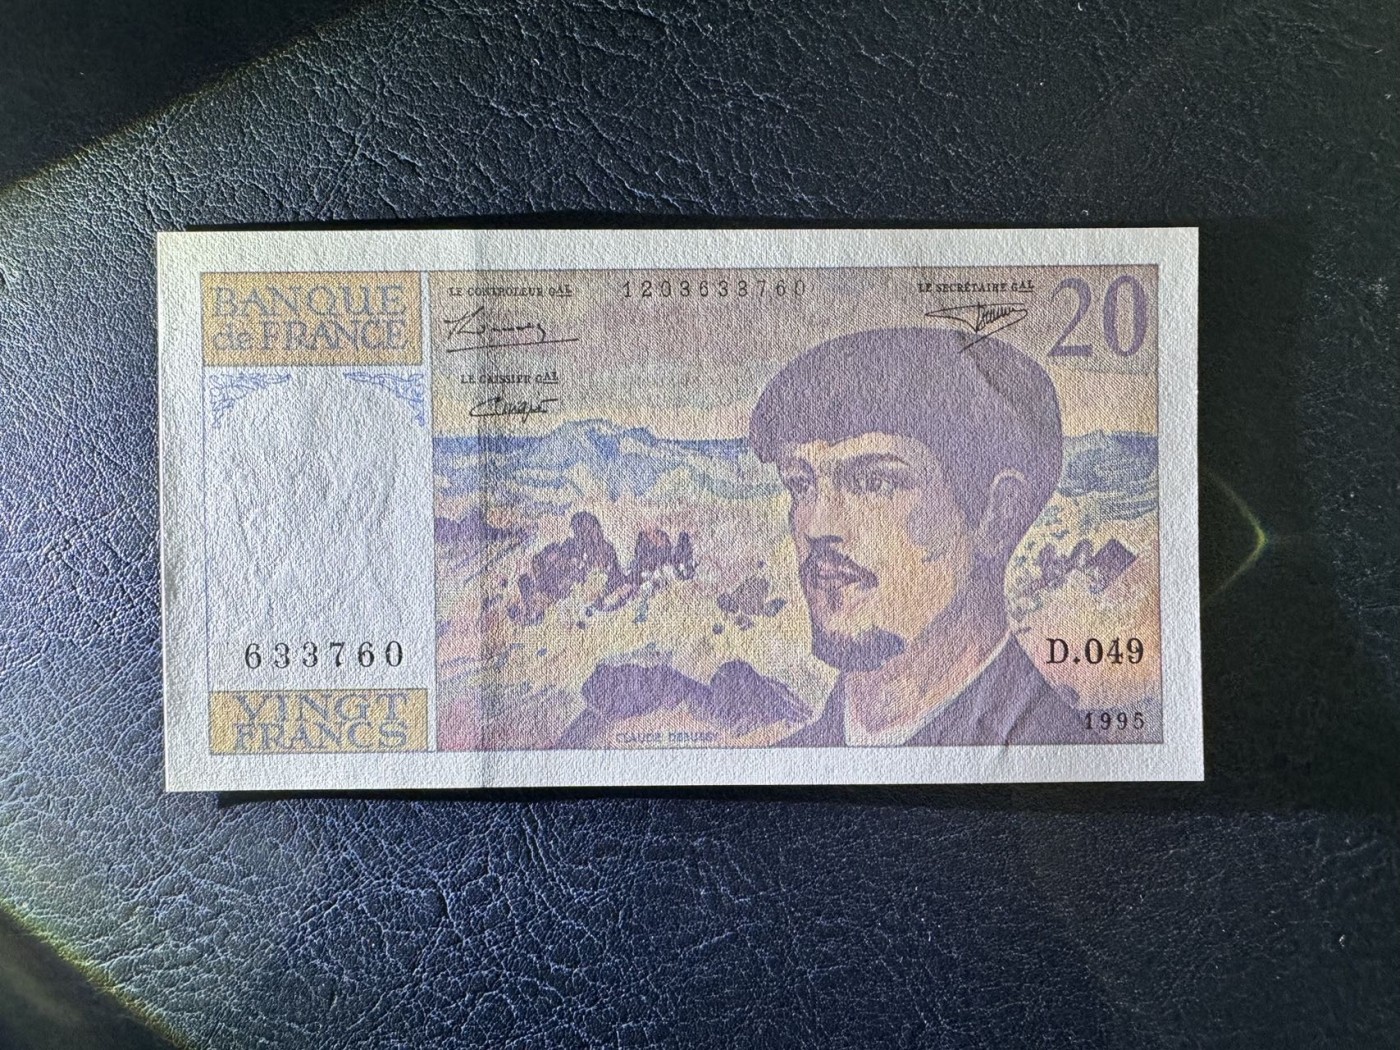 BANQUE
de FRANCE
LE CONTROLEUR GAL
1203633760
LE SECRÉTAIRE GAL
20
LE CAISSIER GAL
633760
D.049
VINGT
FRANCS
1995
CLAUDE DEBUSSY